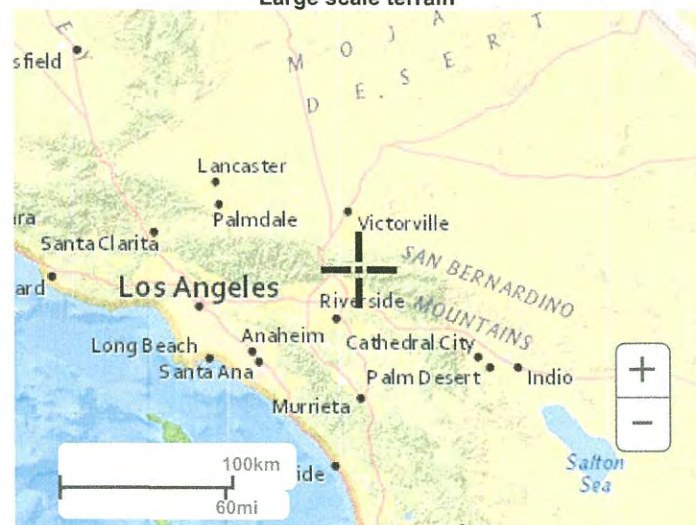 Large scale terrain
E Y
sfield
M O J A
D E S E R T
Lancaster
Palmdale
ara
Santa Clarita
Victorville
SAN BERNARDINO
MOUNTAINS
ard
Los Angeles
Riverside
Long Beach
Anaheim
Cathedral City
Santa Ana
Palm Desert
Indio
Murrieta
+
−
100km
60mi
ide
Salton
Sea